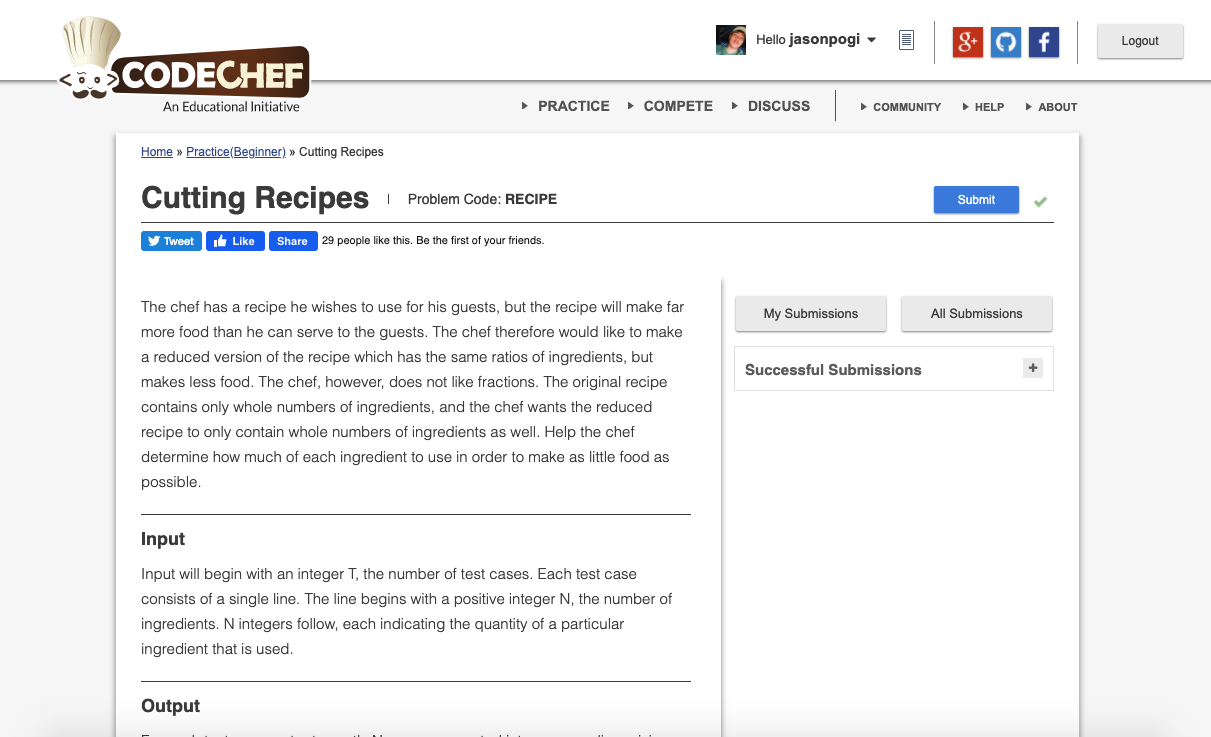 Hello jasonpogi
Logout
CODECHEF
An Educational Initiative
PRACTICE COMPETE DISCUSS COMMUNITY HELP ABOUT
Home » Practice(Beginner) » Cutting Recipes
Cutting Recipes
Problem Code: RECIPE
Submit
Tweet Like Share 29 people like this. Be the first of your friends.
The chef has a recipe he wishes to use for his guests, but the recipe will make far
more food than he can serve to the guests. The chef therefore would like to make
a reduced version of the recipe which has the same ratios of ingredients, but
makes less food. The chef, however, does not like fractions. The original recipe
contains only whole numbers of ingredients, and the chef wants the reduced
recipe to only contain whole numbers of ingredients as well. Help the chef
determine how much of each ingredient to use in order to make as little food as
possible.
Input
Input will begin with an integer T, the number of test cases. Each test case
consists of a single line. The line begins with a positive integer N, the number of
ingredients. N integers follow, each indicating the quantity of a particular
ingredient that is used.
Output
My Submissions
All Submissions
Successful Submissions +